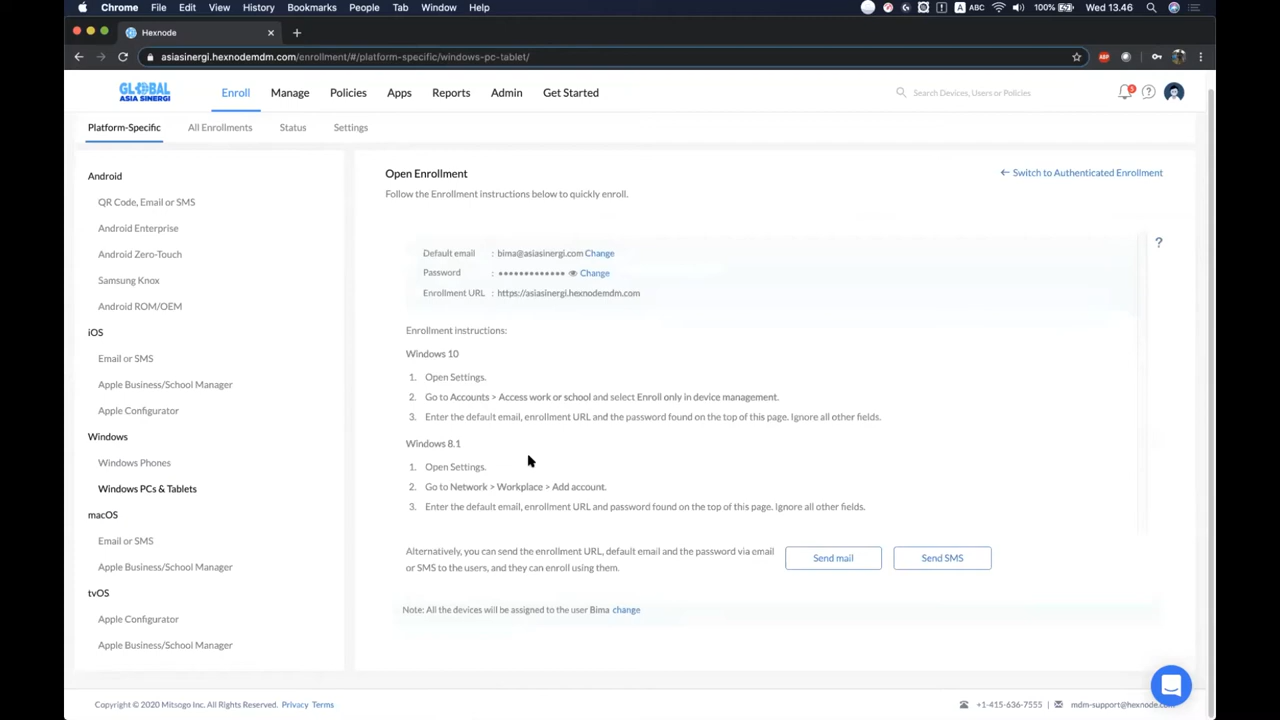 Chrome File Edit View History Bookmarks People Tab Window Help
A ABC 100% Wed 13.46
Hexnode
asiasinergi.hexnodemdm.com/enrollment/#/platform-specific/windows-pc-tablet/
ABP
GLOBAL
ASIA SINERGI
Enroll Manage Policies Apps Reports Admin Get Started
Search Devices, Users or Policies
Platform-Specific All Enrollments Status Settings
Android
QR Code, Email or SMS
Android Enterprise
Android Zero-Touch
Samsung Knox
Android ROM/OEM
iOS
Email or SMS
Apple Business/School Manager
Apple Configurator
Windows
Windows Phones
Windows PCs & Tablets
macOS
Email or SMS
Apple Business/School Manager
tvOS
Apple Configurator
Apple Business/School Manager
Open Enrollment
← Switch to Authenticated Enrollment
Follow the Enrollment instructions below to quickly enroll.
?
Default email : bima@asiasinergi.com Change
Password : ••••••••••••• Change
Enrollment URL : https://asiasinergi.hexnodemdm.com
Enrollment instructions:
Windows 10
1. Open Settings.
2. Go to Accounts > Access work or school and select Enroll only in device management.
3. Enter the default email, enrollment URL and the password found on the top of this page. Ignore all other fields.
Windows 8.1
1. Open Settings.
2. Go to Network > Workplace > Add account.
3. Enter the default email, enrollment URL and password found on the top of this page. Ignore all other fields.
Alternatively, you can send the enrollment URL, default email and the password via email
or SMS to the users, and they can enroll using them.
Send mail Send SMS
Note: All the devices will be assigned to the user Bima change
Copyright © 2020 Mitsogo Inc. All Rights Reserved. Privacy Terms
+1-415-636-7555 | mdm-support@hexnode.com